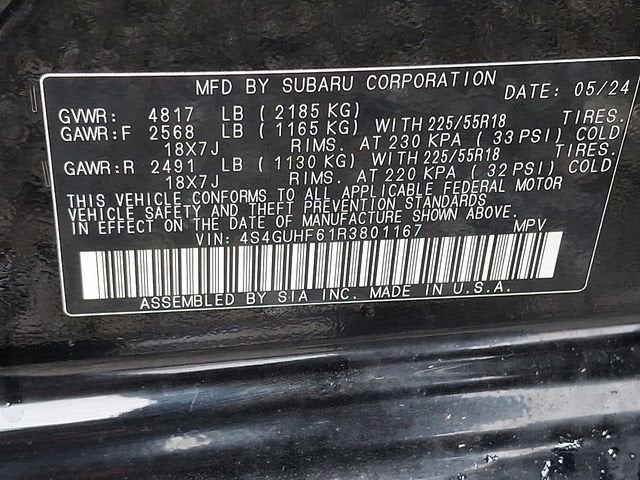 MFD BY SUBARU CORPORATION DATE: 05/24
GVWR: 4817 LB (2185 KG)
GAWR:F 2568 LB (1165 KG) WITH 225/55R18 TIRES.
18X7J RIMS. AT 230 KPA (33 PSI) COLD
GAWR:R 2491 LB (1130 KG) WITH 225/55R18 TIRES.
18X7J RIMS. AT 220 KPA (32 PSI) COLD
THIS VEHICLE CONFORMS TO ALL APPLICABLE FEDERAL MOTOR
VEHICLE SAFETY AND THEFT PREVENTION STANDARDS
IN EFFECT ON THE DATE OF MANUFACTURE SHOWN ABOVE.
VIN: 4S4GUHF61R3801167 MPV
ASSEMBLED BY SIA INC. MADE IN U.S.A.